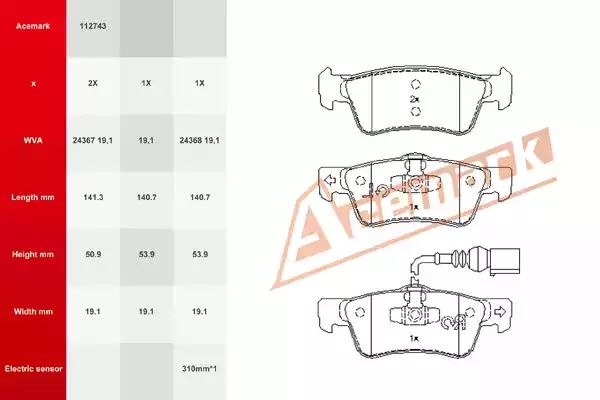 Acemark 112743
x 2X 1X 1X
WVA 24367 19,1 19,1 24368 19,1
Length mm 141.3 140.7 140.7
Height mm 50.9 53.9 53.9
Width mm 19.1 19.1 19.1
Electric sensor 310mm*1
2x
1x
1x
Acemark